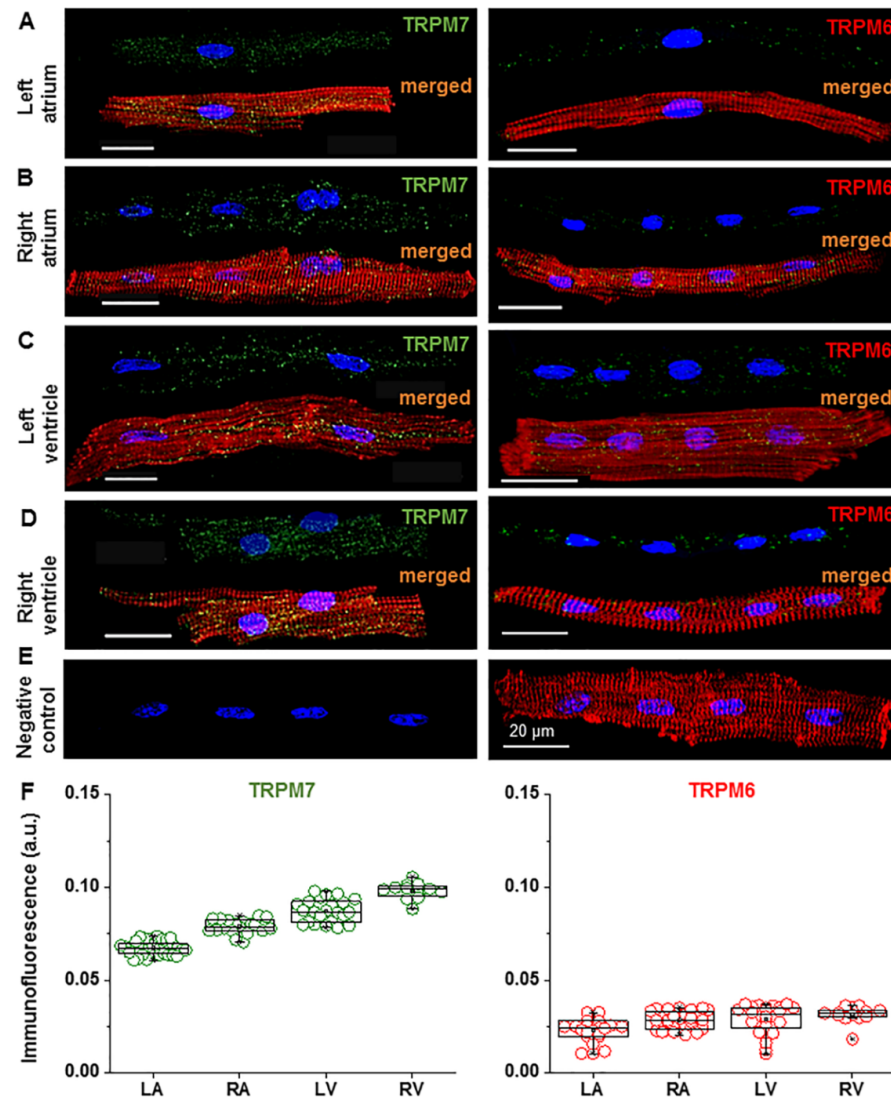 A
Left
atrium
TRPM7
merged
TRPM6
merged
B
Right
atrium
TRPM7
merged
TRPM6
merged
C
Left
ventricle
TRPM7
merged
TRPM6
merged
D
Right
ventricle
TRPM7
merged
TRPM6
merged
E
Negative
control
20 µm
F
TRPM7
TRPM6
Immunofluorescence (a.u.)
0.15
0.10
0.05
0.00
LA RA LV RV
0.15
0.10
0.05
0.00
LA RA LV RV